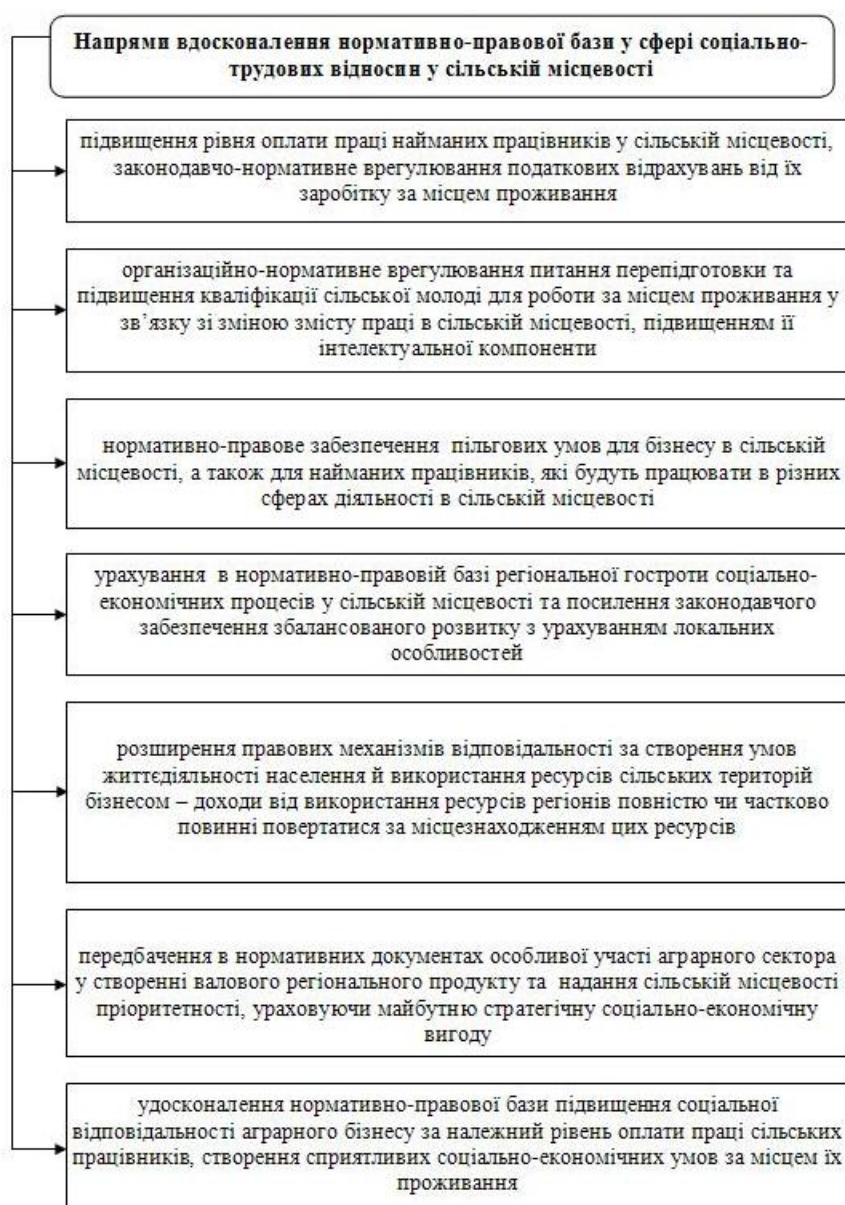 Напрями вдосконалення нормативно-правової бази у сфері соціально-
трудових відносин у сільській місцевості
підвищення рівня оплати праці найманих працівників у сільській місцевості,
законодавчо-нормативне врегулювання податкових відрахувань від їх
заробітку за місцем проживання
організаційно-нормативне врегулювання питання перепідготовки та
підвищення кваліфікації сільської молоді для роботи за місцем проживання у
зв’язку зі зміною змісту праці в сільській місцевості, підвищенням її
інтелектуальної компоненти
нормативно-правове забезпечення пільгових умов для бізнесу в сільській
місцевості, а також для найманих працівників, які будуть працювати в різних
сферах діяльності в сільській місцевості
урахування в нормативно-правовій базі регіональної гостроти соціально-
економічних процесів у сільській місцевості та посилення законодавчого
забезпечення збалансованого розвитку з урахуванням локальних
особливостей
розширення правових механізмів відповідальності за створення умов
життєдіяльності населення й використання ресурсів сільських територій
бізнесом – доходи від використання ресурсів регіонів повністю чи частково
повинні повертатися за місцезнаходженням цих ресурсів
передбачення в нормативних документах особливої участі аграрного сектора
у створенні валового регіонального продукту та надання сільській місцевості
пріоритетності, ураховуючи майбутню стратегічну соціально-економічну
вигоду
удосконалення нормативно-правової бази підвищення соціальної
відповідальності аграрного бізнесу за належний рівень оплати праці сільських
працівників, створення сприятливих соціально-економічних умов за місцем їх
проживання